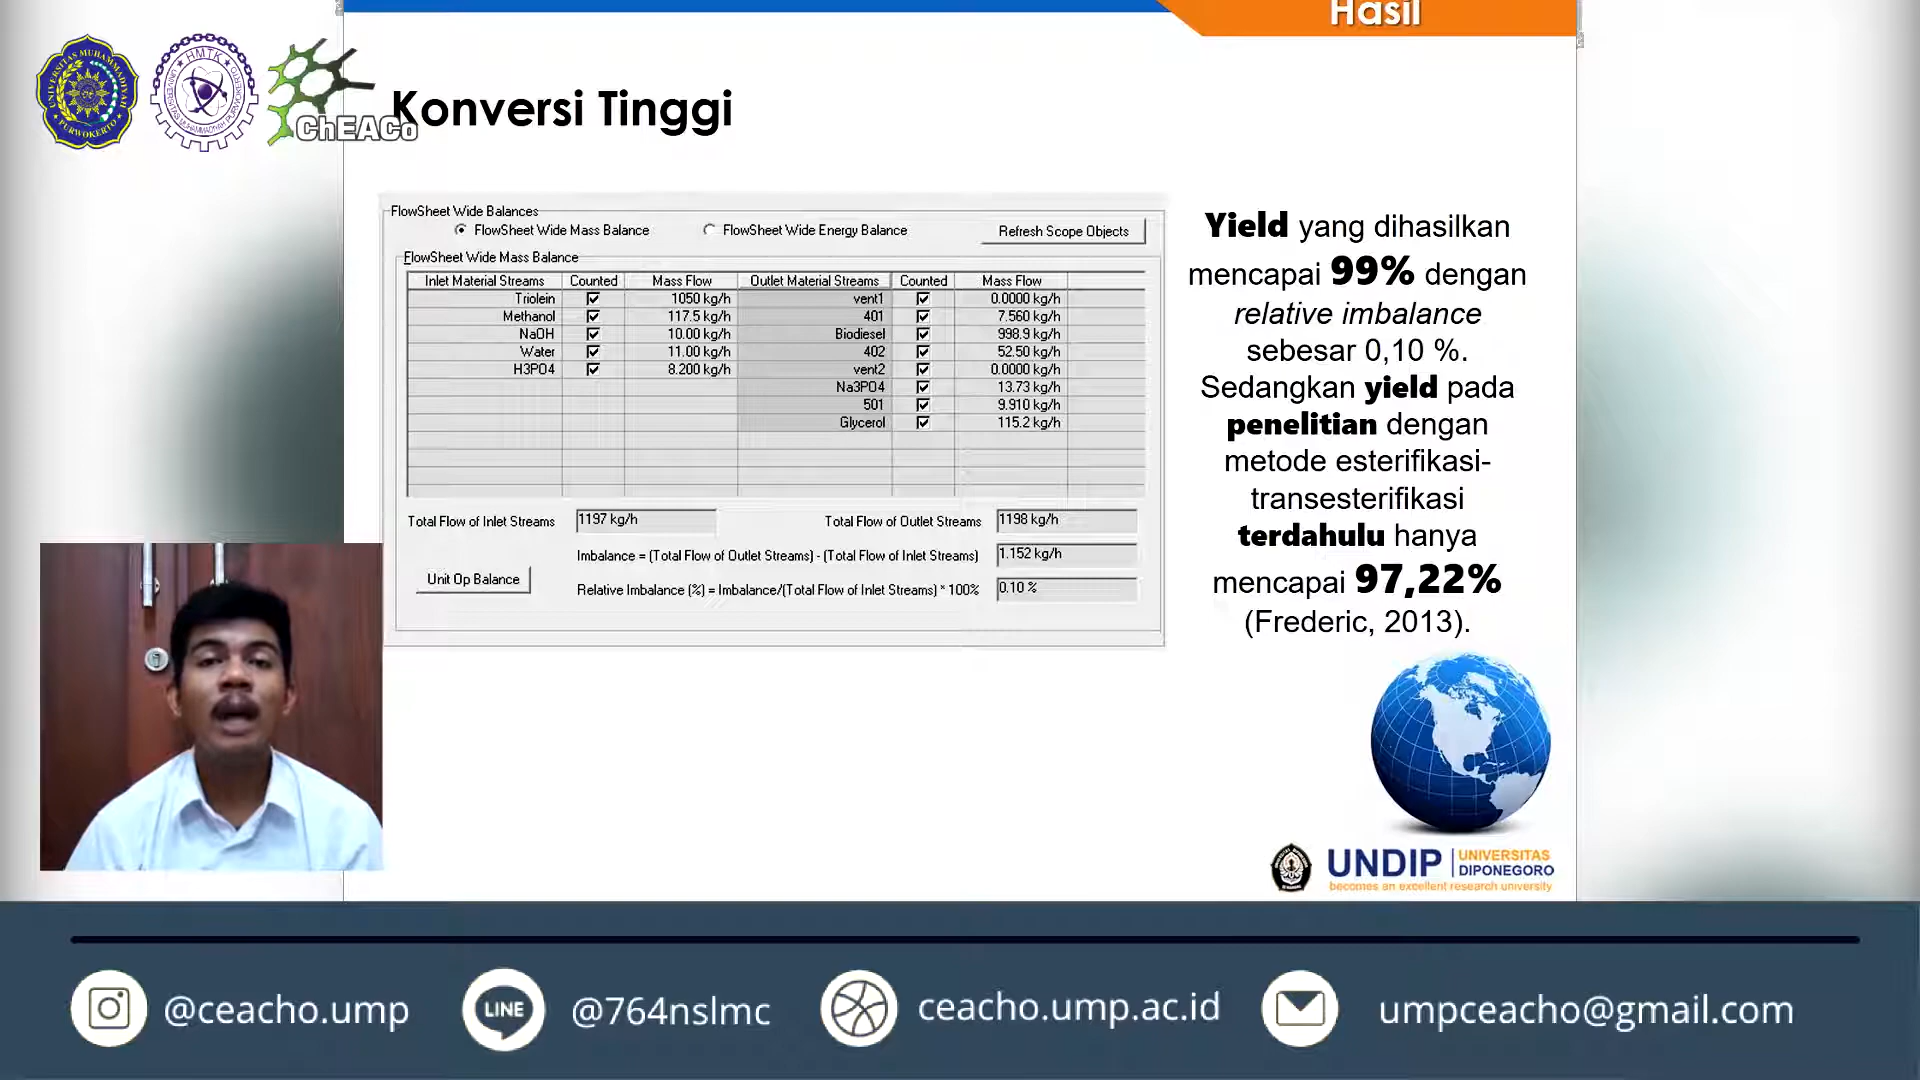 Hasil
UNIVERSITAS MUHAMMADIYAH
PURWOKERTO
HMTK
UNIVERSITAS MUHAMMADIYAH PURWOKERTO
ChEACo
Konversi Tinggi
FlowSheet Wide Balances
FlowSheet Wide Mass Balance FlowSheet Wide Energy Balance Refresh Scope Objects
FlowSheet Wide Mass Balance
Inlet Material Streams Counted Mass Flow Outlet Material Streams Counted Mass Flow
Triolein 1050 kg/h vent1 0.0000 kg/h
Methanol 117.5 kg/h 401 7.560 kg/h
NaOH 10.00 kg/h Biodiesel 998.9 kg/h
Water 11.00 kg/h 402 52.50 kg/h
H3PO4 8.200 kg/h vent2 0.0000 kg/h
Na3PO4 13.73 kg/h
501 9.910 kg/h
Glycerol 115.2 kg/h
Total Flow of Inlet Streams 1197 kg/h Total Flow of Outlet Streams 1198 kg/h
Imbalance = (Total Flow of Outlet Streams) - (Total Flow of Inlet Streams) 1.152 kg/h
Unit Op Balance
Relative Imbalance (%) = Imbalance/(Total Flow of Inlet Streams) * 100% 0.10 %
Yield yang dihasilkan
mencapai 99% dengan
relative imbalance
sebesar 0,10 %.
Sedangkan yield pada
penelitian dengan
metode esterifikasi-
transesterifikasi
terdahulu hanya
mencapai 97,22%
(Frederic, 2013).
UNDIP UNIVERSITAS
DIPONEGORO
becomes an excellent research university
@ceacho.ump
LINE @764nslmc
ceacho.ump.ac.id
umpceacho@gmail.com